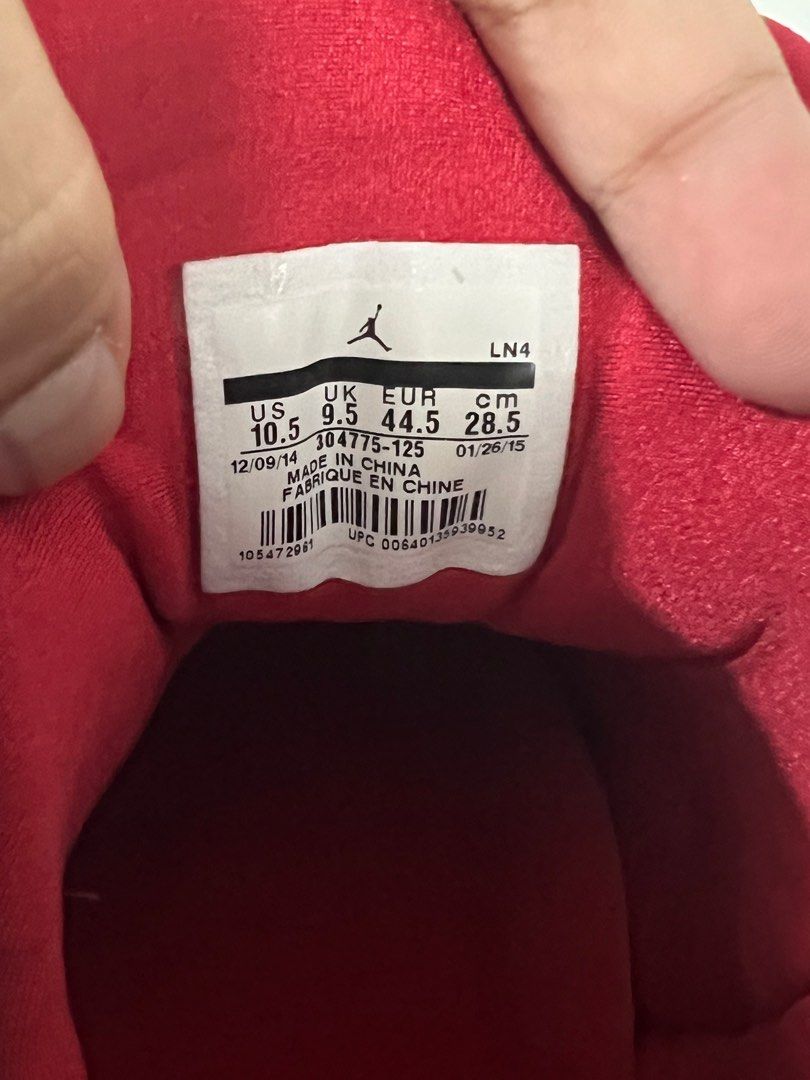 LN4
US UK EUR cm
10.5 9.5 44.5 28.5
12/09/14 304775-125 01/26/15
MADE IN CHINA
FABRIQUE EN CHINE
105472961 UPC 00640135939952